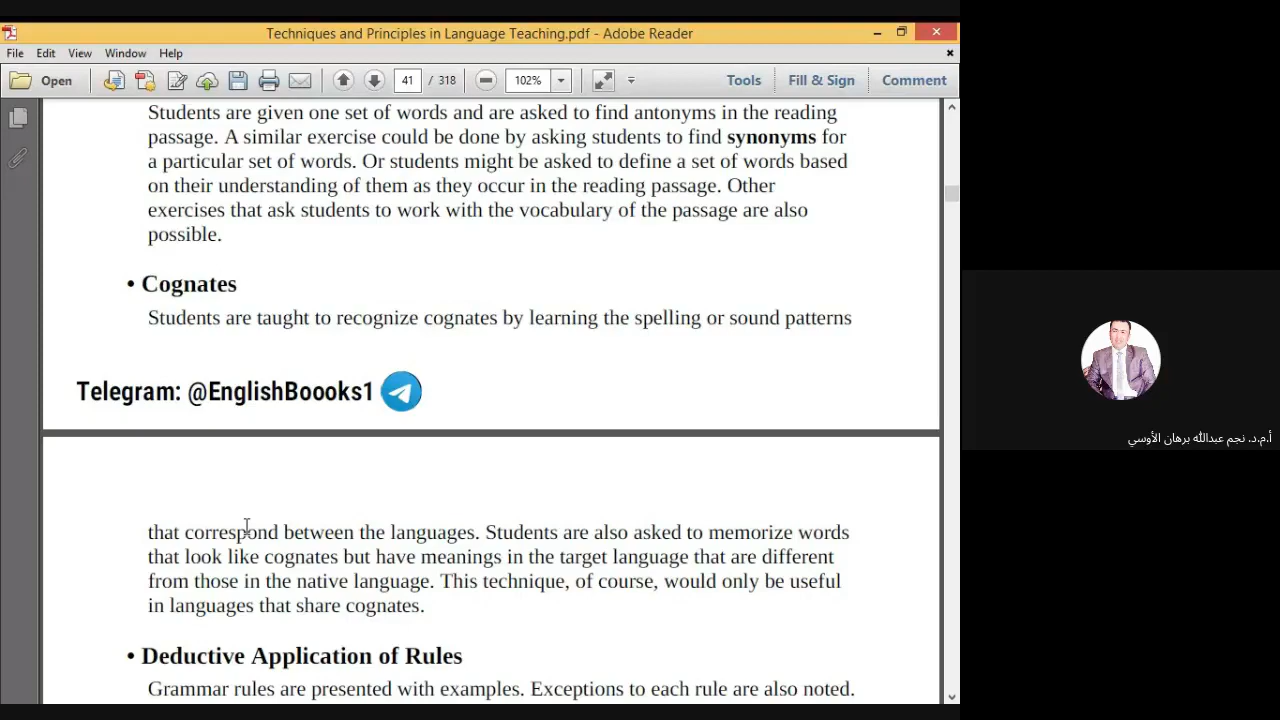 Techniques and Principles in Language Teaching.pdf - Adobe Reader
File Edit View Window Help
Open 41 / 318 102% Tools Fill & Sign Comment
Students are given one set of words and are asked to find antonyms in the reading
passage. A similar exercise could be done by asking students to find synonyms for
a particular set of words. Or students might be asked to define a set of words based
on their understanding of them as they occur in the reading passage. Other
exercises that ask students to work with the vocabulary of the passage are also
possible.
• Cognates
Students are taught to recognize cognates by learning the spelling or sound patterns
Telegram: @EnglishBoooks1
أ.م.د. نجم عبدالله برهان الأوسي
that correspond between the languages. Students are also asked to memorize words
that look like cognates but have meanings in the target language that are different
from those in the native language. This technique, of course, would only be useful
in languages that share cognates.
• Deductive Application of Rules
Grammar rules are presented with examples. Exceptions to each rule are also noted.